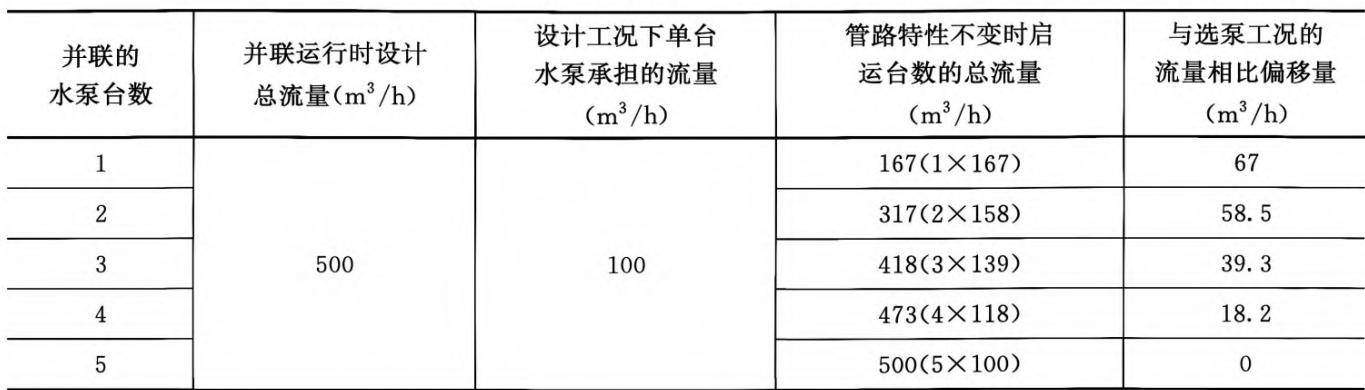 并联的
水泵台数
并联运行时设计
总流量(m³/h)
设计工况下单台
水泵承担的流量
(m³/h)
管路特性不变时启
运台数的总流量
(m³/h)
与选泵工况的
流量相比偏移量
(m³/h)
1
500
100
167(1×167)
67
2
317(2×158)
58.5
3
418(3×139)
39.3
4
473(4×118)
18.2
5
500(5×100)
0